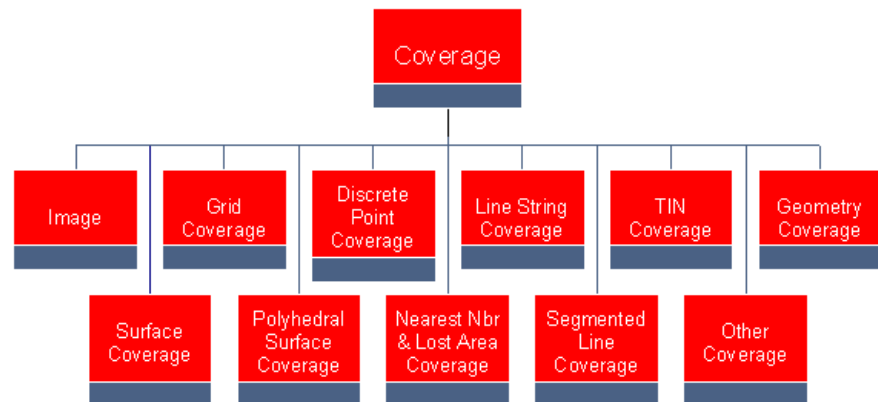 Coverage
Image
Grid
Coverage
Discrete
Point
Coverage
Line String
Coverage
TIN
Coverage
Geometry
Coverage
Surface
Coverage
Polyhedral
Surface
Coverage
Nearest Nbr
& Lost Area
Coverage
Segmented
Line
Coverage
Other
Coverage